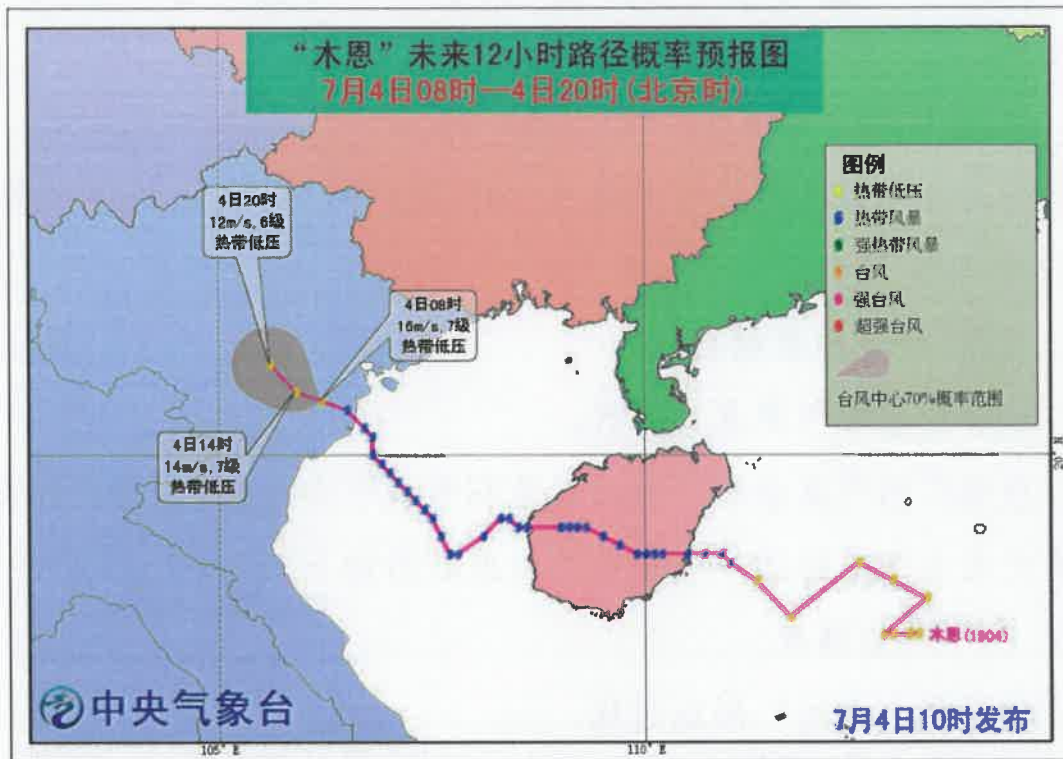 “木恩”未来12小时路径概率预报图
7月4日08时—4日20时(北京时)
图例
热带低压
热带风暴
强热带风暴
台风
强台风
超强台风
台风中心70%概率范围
4日20时
12m/s,6级
热带低压
4日08时
16m/s,7级
热带低压
4日14时
14m/s,7级
热带低压
木恩(1904)
中央气象台
7月4日10时发布
105° E
110° E